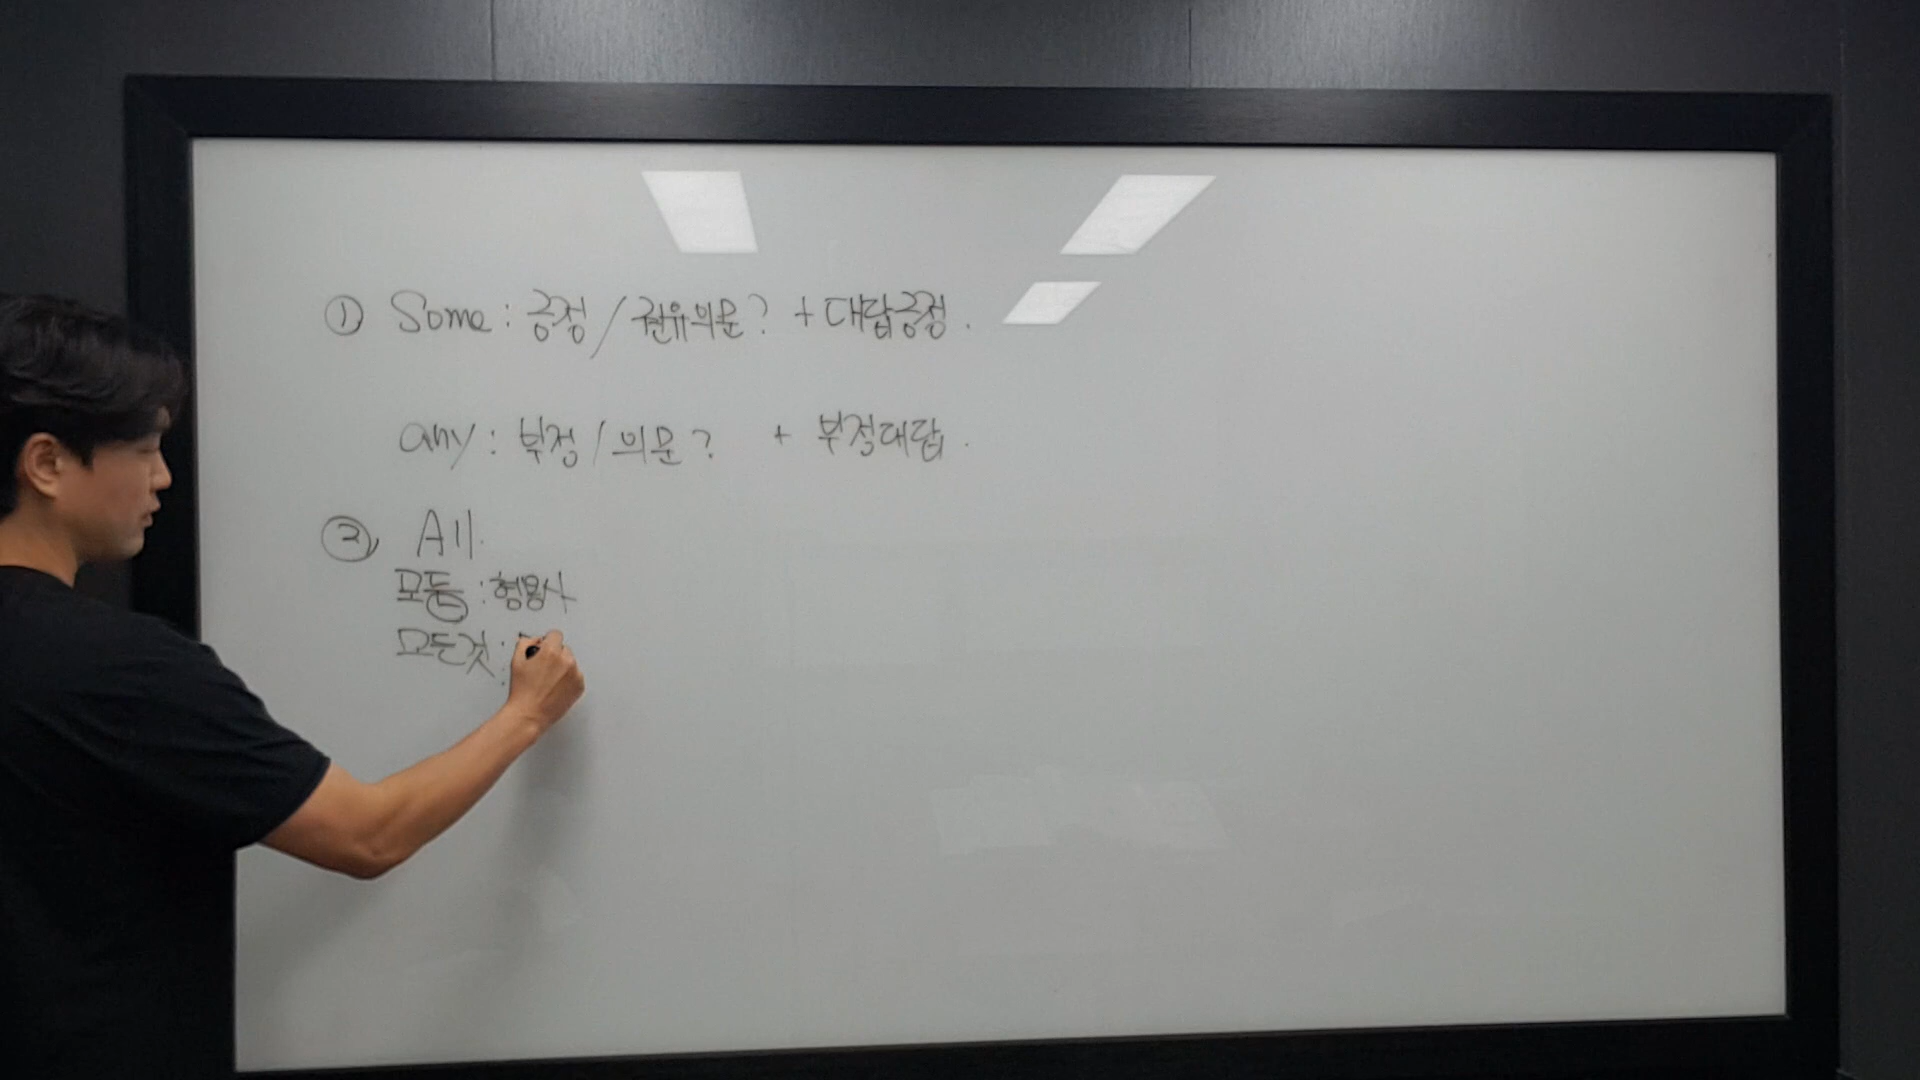 ① Some : 긍정 / 권유의문? + 대답긍정.
any : 부정 / 의문? + 부정대답.
② All.
모든 : 형용사
모든것 :